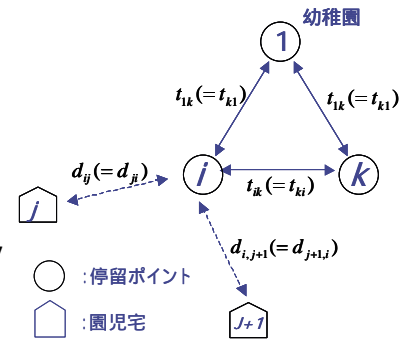 幼稚園
1
t1k(=tk1)
t1k(=tk1)
dij(=dji)
i
tik(=tki)
k
j
di,j+1(=dj+1,i)
:停留ポイント
:園児宅
J+1